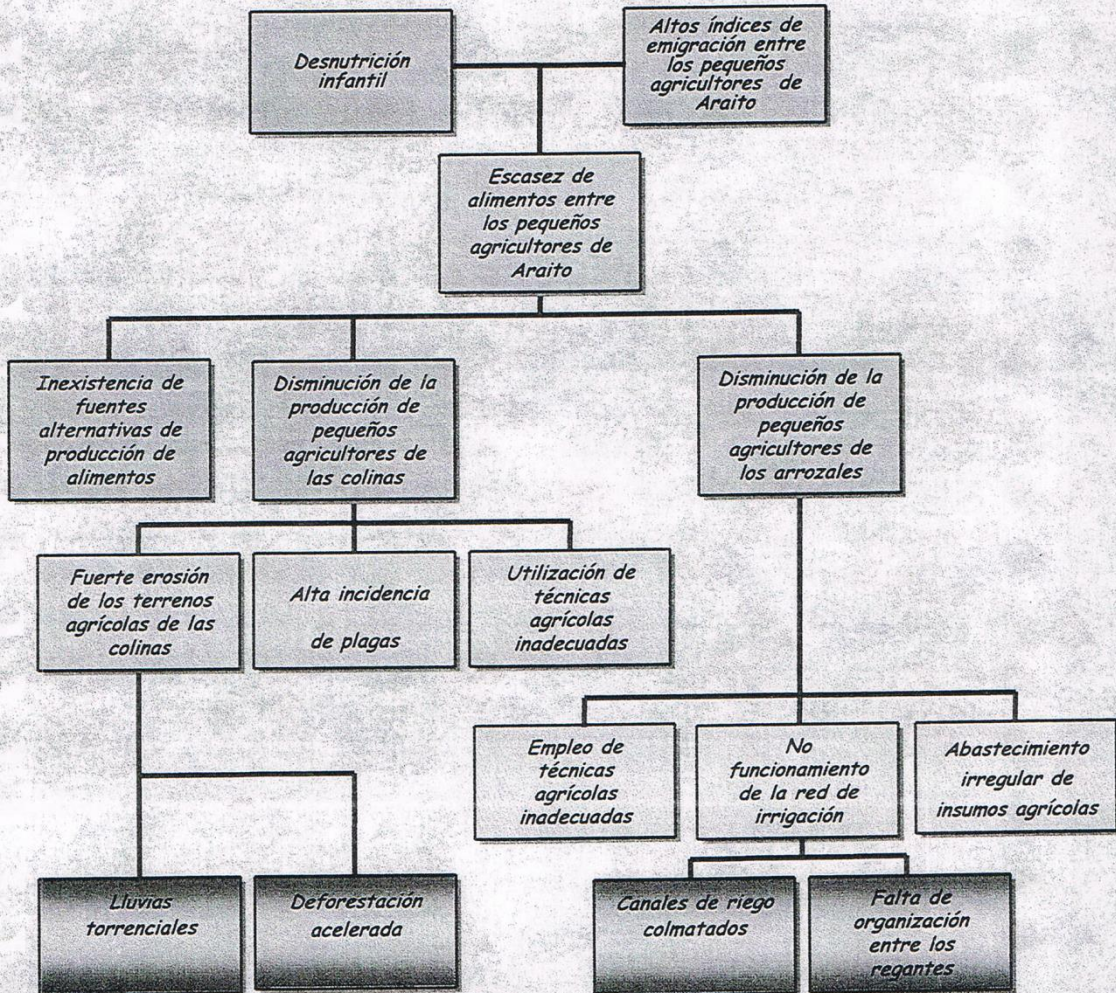 Desnutrición
infantil
Altos índices de
emigración entre
los pequeños
agricultores de
Araito
Escasez de
alimentos entre
los pequeños
agricultores de
Araito
Inexistencia de
fuentes
alternativas de
producción de
alimentos
Disminución de la
producción de
pequeños
agricultores de
las colinas
Disminución de la
producción de
pequeños
agricultores de
los arrozales
Fuerte erosión
de los terrenos
agrícolas de las
colinas
Alta incidencia
de plagas
Utilización de
técnicas
agrícolas
inadecuadas
Empleo de
técnicas
agrícolas
inadecuadas
No
funcionamiento
de la red de
irrigación
Abastecimiento
irregular de
insumos agrícolas
Lluvias
torrenciales
Deforestación
acelerada
Canales de riego
colmatados
Falta de
organización
entre los
regantes